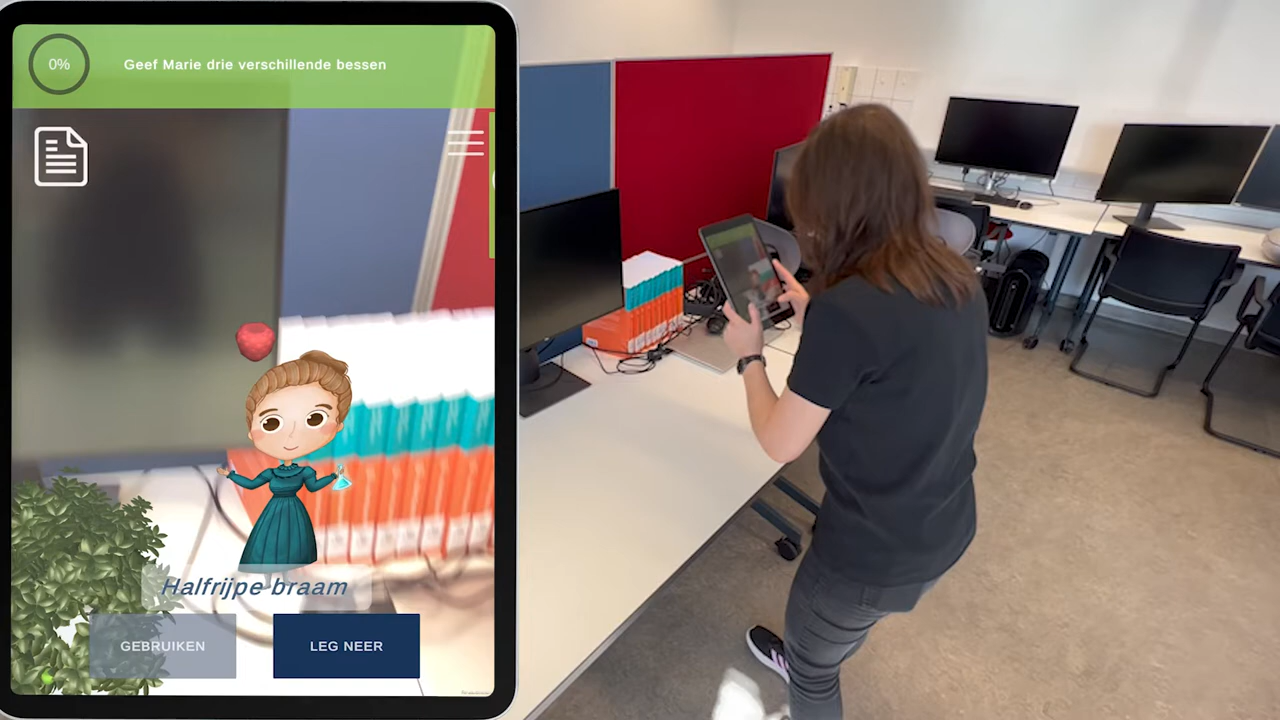 0%
Geef Marie drie verschillende bessen
Halfrijpe braam
GEBRUIKEN
LEG NEER